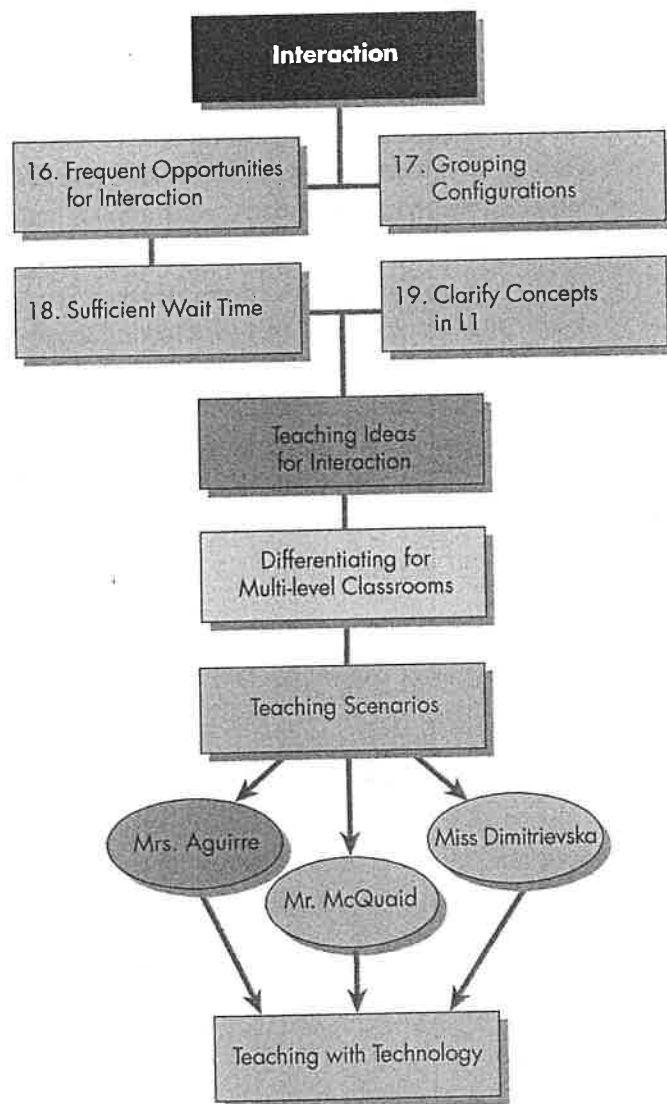 Interaction
16. Frequent Opportunities
for Interaction
17. Grouping
Configurations
18. Sufficient Wait Time
19. Clarify Concepts
in L1
Teaching Ideas
for Interaction
Differentiating for
Multi-level Classrooms
Teaching Scenarios
Mrs. Aguirre
Mr. McQuaid
Miss Dimitrievska
Teaching with Technology